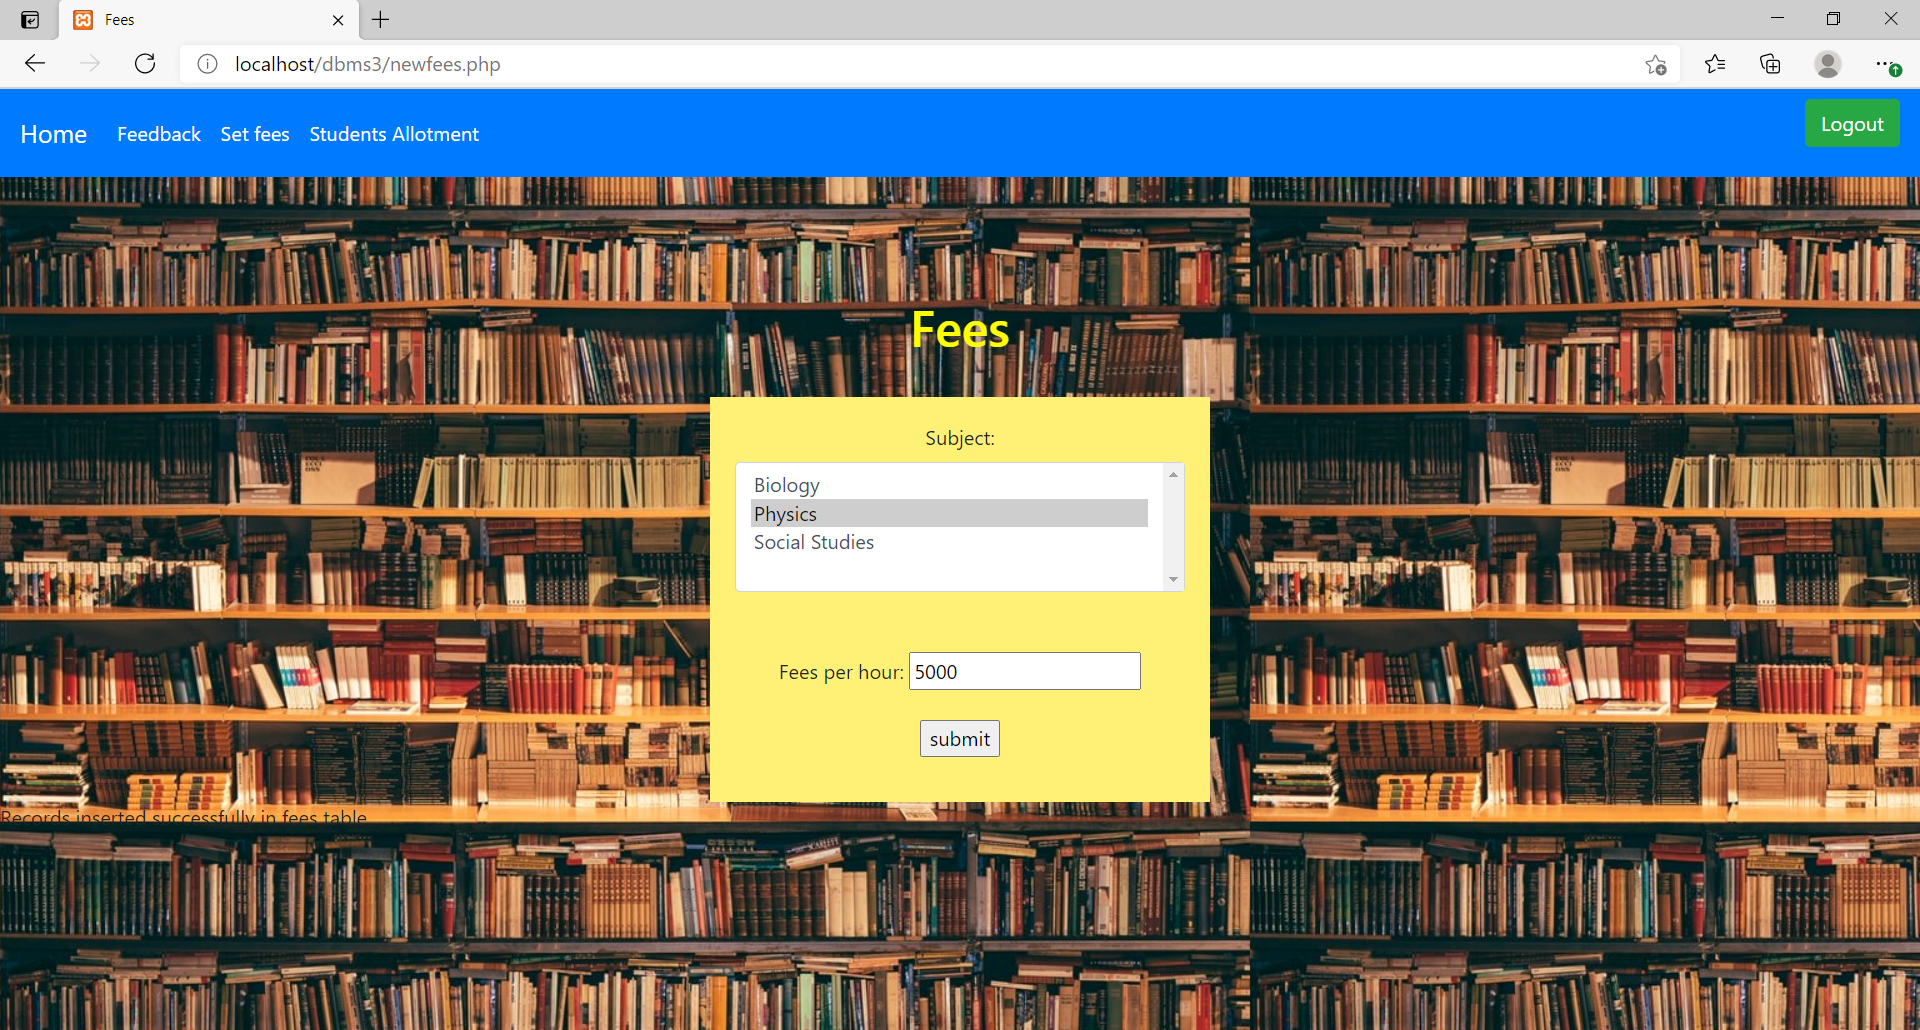 Fees
localhost/dbms3/newfees.php
Home Feedback Set fees Students Allotment Logout
Fees
Subject:
Biology
Physics
Social Studies
Fees per hour: 5000
submit
Records inserted successfully in fees table